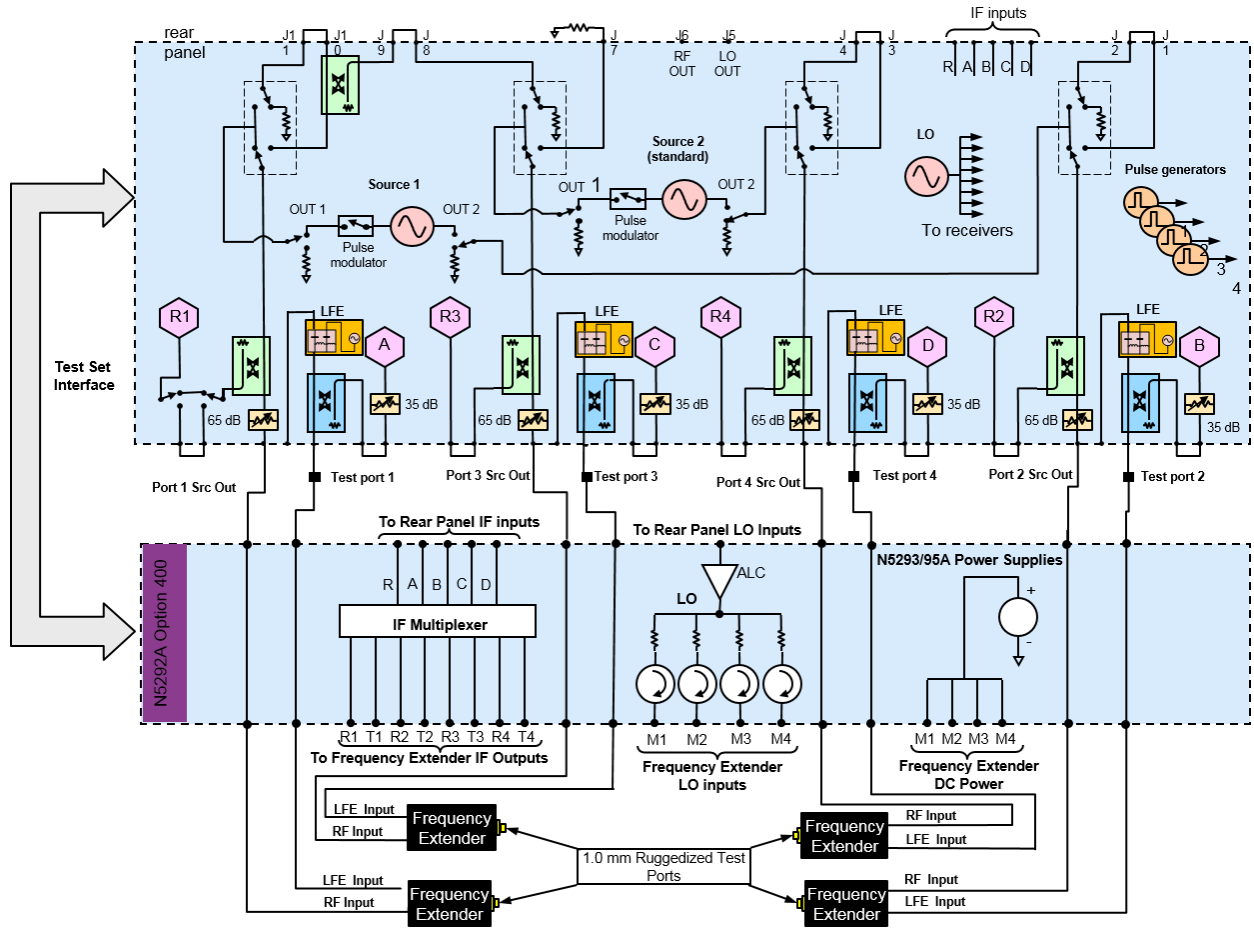 rear
panel
J1
1
J1
0
J
9
J
8
J
7
J6
RF
OUT
J5
LO
OUT
J
4
J
3
IF inputs
R A B C D
J
2
J
1
Source 1
OUT 1
Pulse
modulator
OUT 2
Source 2
(standard)
OUT 1
Pulse
modulator
OUT 2
LO
To receivers
Pulse generators
1
2
3
4
Test Set
Interface
R1
LFE
A
65 dB
35 dB
R3
LFE
C
65 dB
35 dB
R4
LFE
D
65 dB
35 dB
R2
LFE
B
65 dB
35 dB
Port 1 Src Out
Test port 1
Port 3 Src Out
Test port 3
Port 4 Src Out
Test port 4
Port 2 Src Out
Test port 2
N5292A Option 400
To Rear Panel IF inputs
R A B C D
IF Multiplexer
R1 T1 R2 T2 R3 T3 R4 T4
To Frequency Extender IF Outputs
To Rear Panel LO Inputs
ALC
LO
M1 M2 M3 M4
Frequency Extender
LO inputs
N5293/95A Power Supplies
+
-
M1 M2 M3 M4
Frequency Extender
DC Power
LFE Input
RF Input
Frequency
Extender
Frequency
Extender
RF Input
LFE Input
1.0 mm Ruggedized Test
Ports
LFE Input
RF Input
Frequency
Extender
Frequency
Extender
RF Input
LFE Input